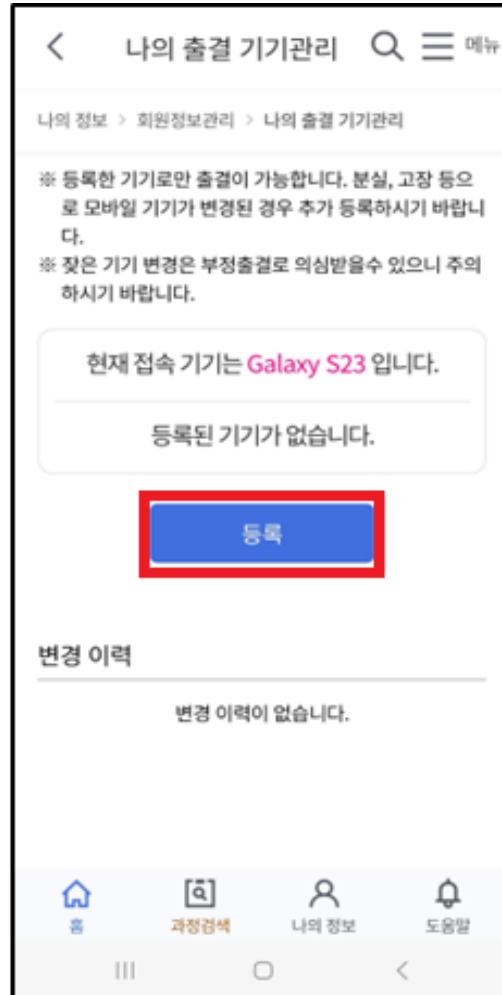 나의 출결 기기관리 메뉴
나의 정보 > 회원정보관리 > 나의 출결 기기관리
※ 등록한 기기로만 출결이 가능합니다. 분실, 고장 등으
로 모바일 기기가 변경된 경우 추가 등록하시기 바랍니
다.
※ 잦은 기기 변경은 부정출결로 의심받을수 있으니 주의
하시기 바랍니다.
현재 접속 기기는 Galaxy S23 입니다.
등록된 기기가 없습니다.
등록
변경 이력
변경 이력이 없습니다.
홈 과정검색 나의 정보 도움말